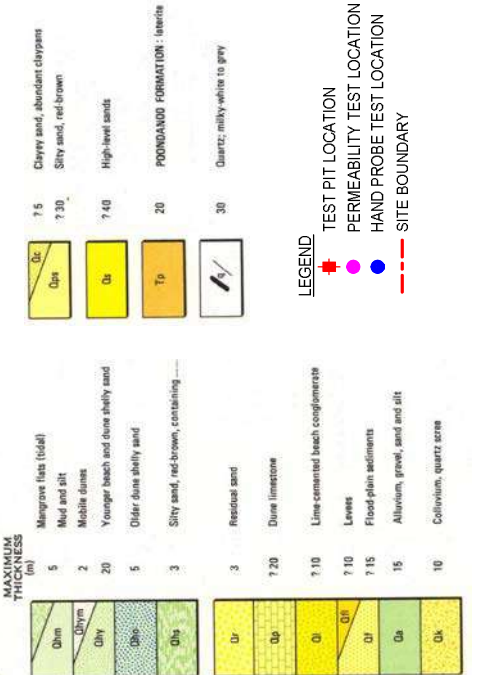 MAXIMUM
THICKNESS
(m)
Qhm
5
Mangrove flats (tidal)
Mud and silt
Qhym
2
Mobile dunes
Qhy
20
Younger beach and dune shelly sand
Qho
5
Older dune shelly sand
Qhs
3
Silty sand, red-brown, containing
Qr
3
Residual sand
Qp
? 20
Dune limestone
Ql
? 10
Lime-cemented beach conglomerate
Qfl
? 10
Levees
Qf
? 15
Flood-plain sediments
Qa
15
Alluvium, gravel, sand and silt
Qk
10
Colluvium, quartz scree
Qc
? 5
Clayey sand, abundant claypans
Qps
? 30
Silty sand, red-brown
Qs
? 40
High-level sands
Tp
20
POONDANOO FORMATION : laterite
q
30
Quartz; milky-white to grey
LEGEND
TEST PIT LOCATION
PERMEABILITY TEST LOCATION
HAND PROBE TEST LOCATION
SITE BOUNDARY